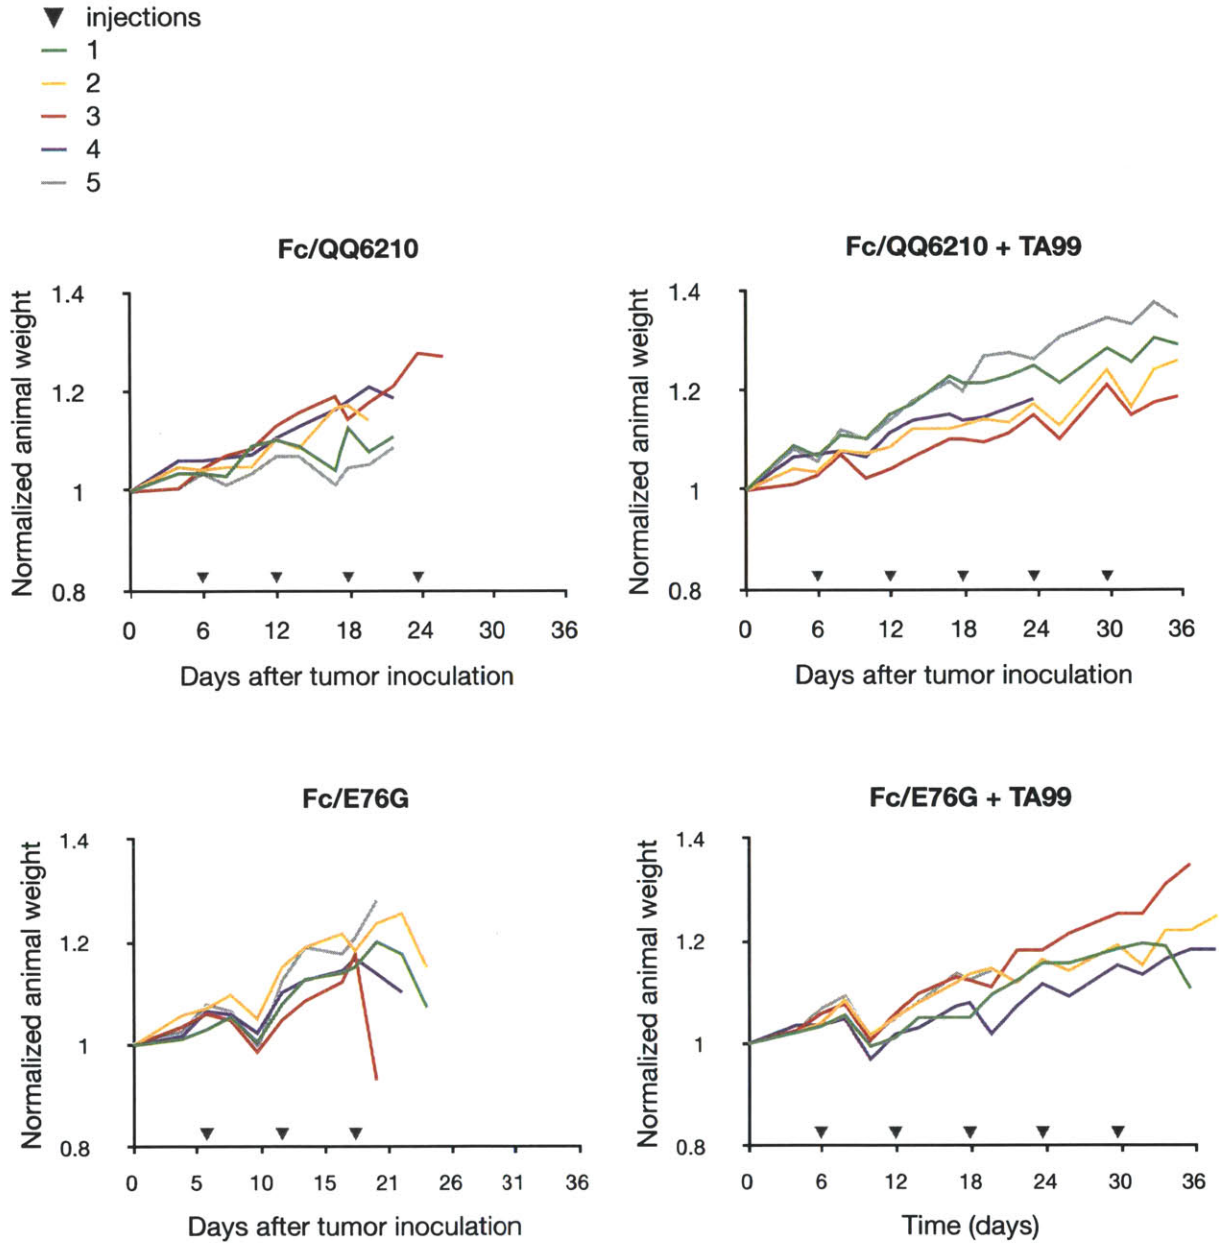 injections
1
2
3
4
5
Fc/QQ6210
Normalized animal weight
1.4
1.2
1
0.8
0 6 12 18 24 30 36
Days after tumor inoculation
Fc/QQ6210 + TA99
Normalized animal weight
1.4
1.2
1
0.8
0 6 12 18 24 30 36
Days after tumor inoculation
Fc/E76G
Normalized animal weight
1.4
1.2
1
0.8
0 5 10 15 21 26 31 36
Days after tumor inoculation
Fc/E76G + TA99
Normalized animal weight
1.4
1.2
1
0.8
0 6 12 18 24 30 36
Time (days)